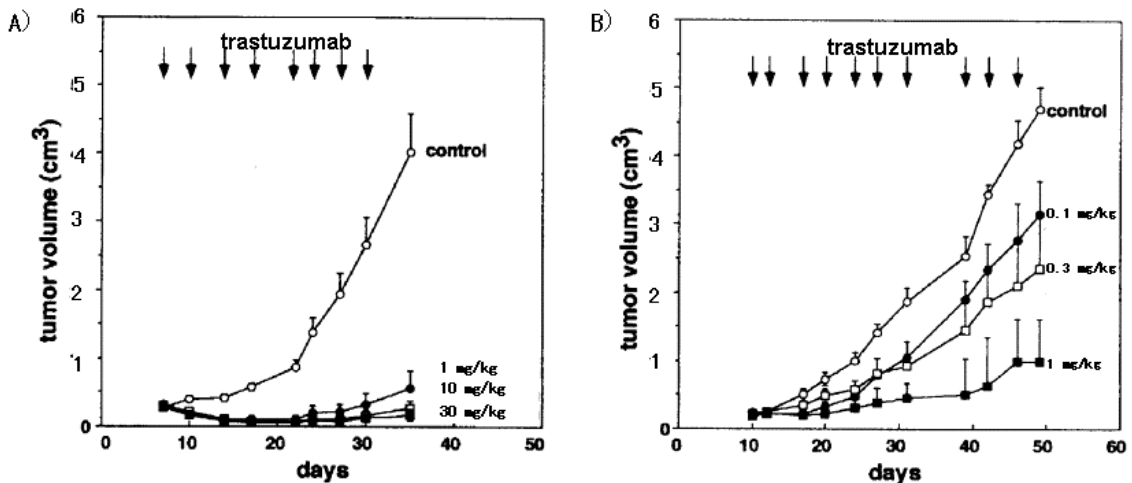 A)
trastuzumab
tumor volume (cm3)
6
5
4
3
2
1
0
control
1 mg/kg
10 mg/kg
30 mg/kg
0
10
20
30
40
50
days
B)
trastuzumab
tumor volume (cm3)
6
5
4
3
2
1
0
control
0.1 mg/kg
0.3 mg/kg
1 mg/kg
0
10
20
30
40
50
60
days